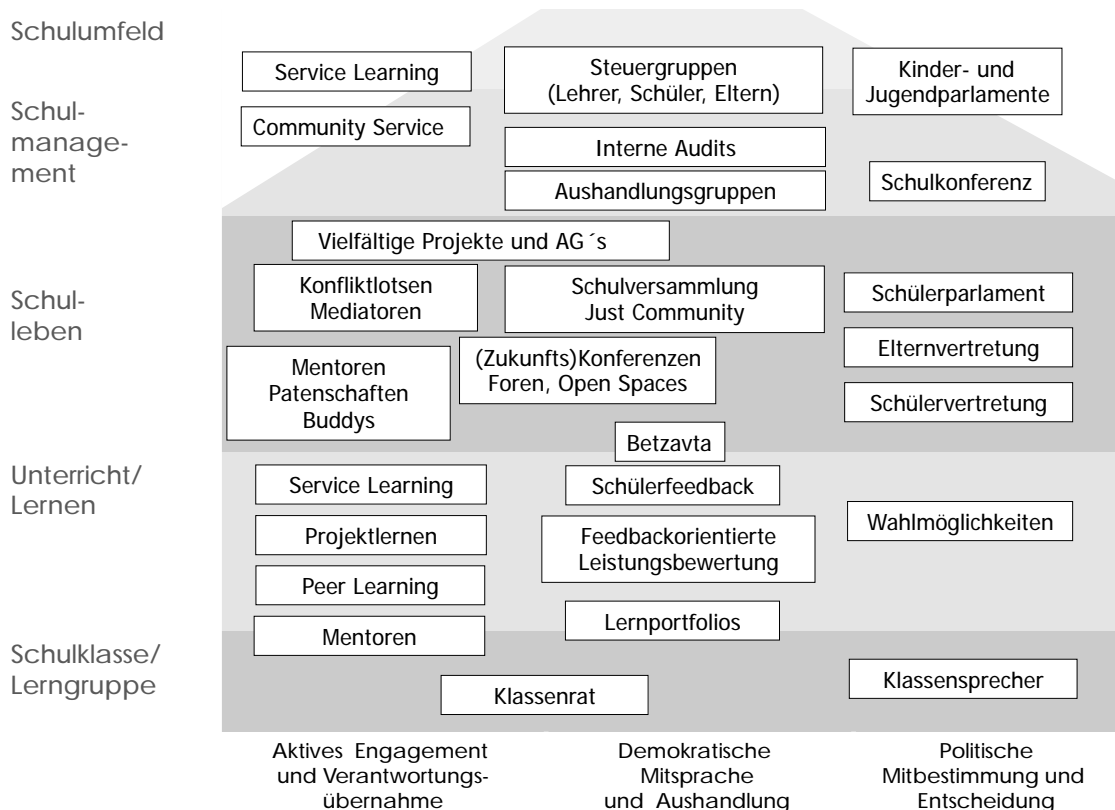 Schulumfeld
Service Learning
Steuergruppen
(Lehrer, Schüler, Eltern)
Kinder- und
Jugendparlamente
Schul-
manage-
ment
Community Service
Interne Audits
Aushandlungsgruppen
Schulkonferenz
Vielfältige Projekte und AG´s
Schul-
leben
Konfliktlotsen
Mediatoren
Schulversammlung
Just Community
Schülerparlament
Mentoren
Patenschaften
Buddys
(Zukunfts)Konferenzen
Foren, Open Spaces
Elternvertretung
Schülervertretung
Betzavta
Unterricht/
Lernen
Service Learning
Schülerfeedback
Projektlernen
Feedbackorientierte
Leistungsbewertung
Wahlmöglichkeiten
Peer Learning
Lernportfolios
Mentoren
Schulklasse/
Lerngruppe
Klassenrat
Klassensprecher
Aktives Engagement
und Verantwortungs-
übernahme
Demokratische
Mitsprache
und Aushandlung
Politische
Mitbestimmung und
Entscheidung